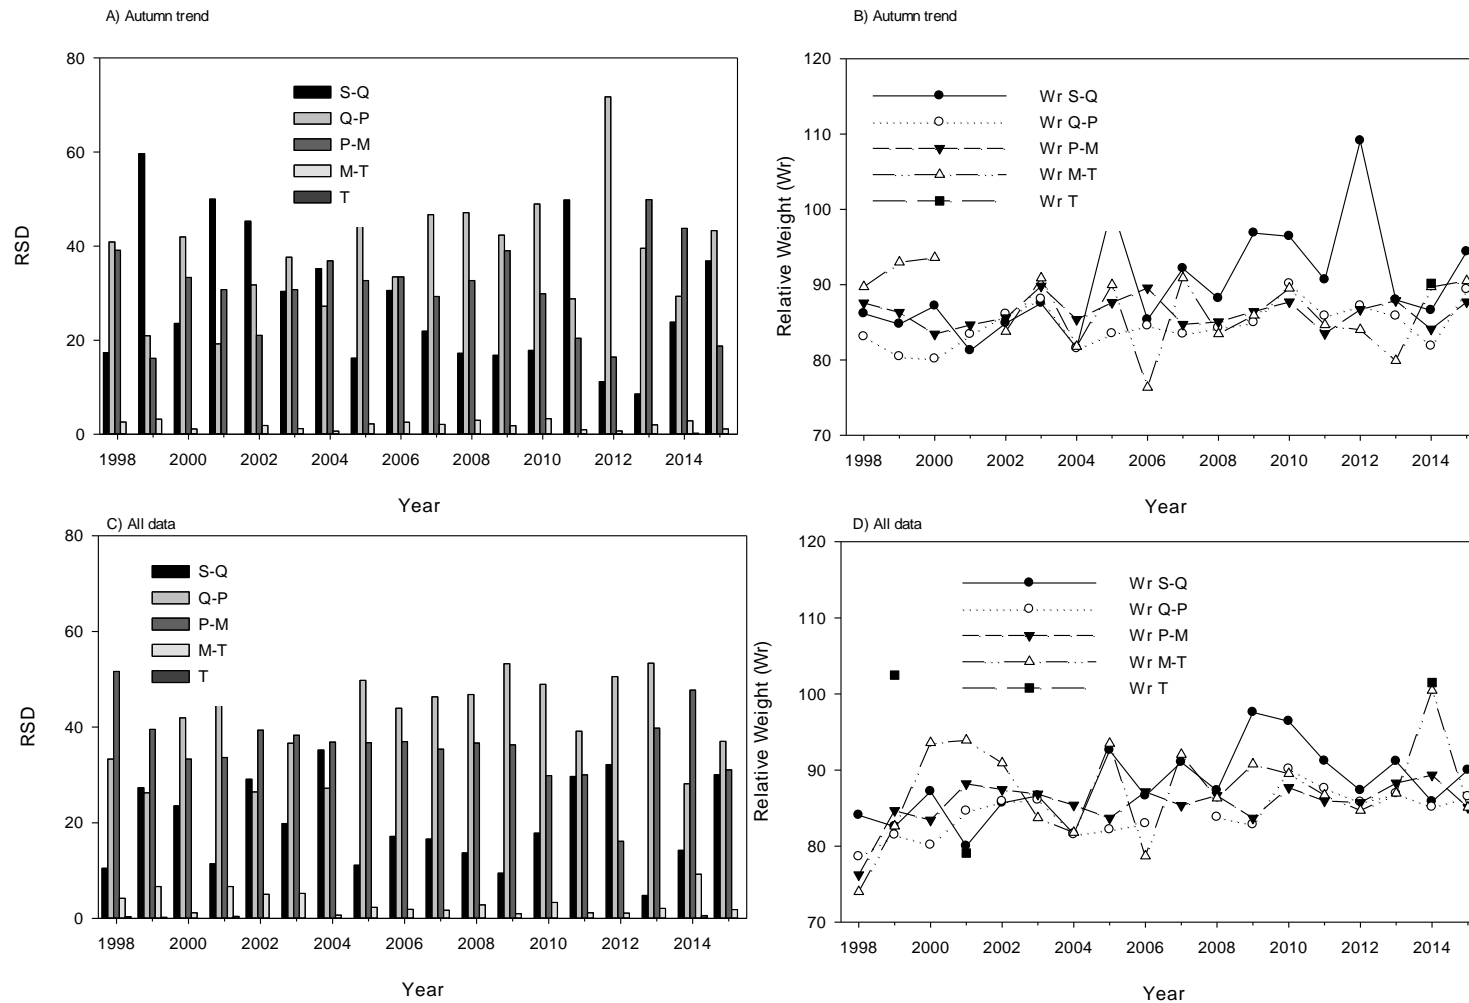 A) Autumn trend
80
60
40
20
0
RSD
S-Q
Q-P
P-M
M-T
T
1998 2000 2002 2004 2006 2008 2010 2012 2014
Year
B) Autumn trend
120
110
100
90
80
70
Relative Weight (Wr)
Wr S-Q
Wr Q-P
Wr P-M
Wr M-T
Wr T
1998 2000 2002 2004 2006 2008 2010 2012 2014
Year
C) All data
80
60
40
20
0
RSD
S-Q
Q-P
P-M
M-T
T
1998 2000 2002 2004 2006 2008 2010 2012 2014
Year
D) All data
120
110
100
90
80
70
Relative Weight (Wr)
Wr S-Q
Wr Q-P
Wr P-M
Wr M-T
Wr T
1998 2000 2002 2004 2006 2008 2010 2012 2014
Year